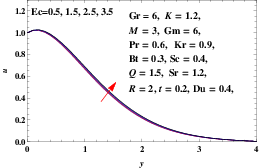 Ec=0.5, 1.5, 2.5, 3.5
Gr = 6, K = 1.2,
M = 3, Gm = 6,
Pr = 0.6, Kr = 0.9,
Bt = 0.3, Sc = 0.4,
Q = 1.5, Sr = 1.2,
R = 2, t = 0.2, Du = 0.4,
1.2
1.0
0.8
0.6
0.4
0.2
0.0
u
0 1 2 3 4
y